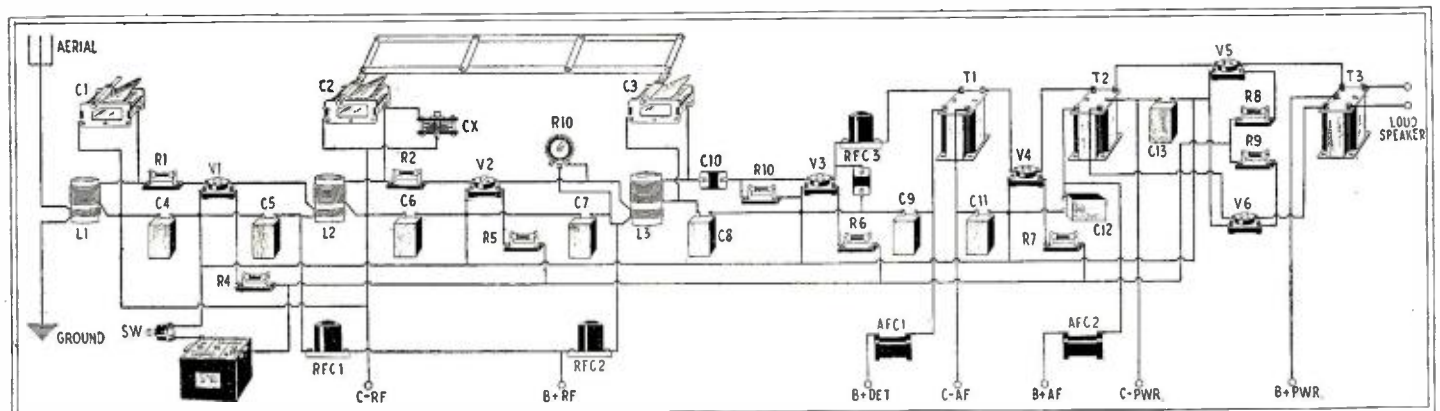 AERIAL
C1
C2
C3
CX
R10
T1
T2
V5
T3
R8
R9
LOUD
SPEAKER
C13
RFC3
V4
R1
V1
R2
V2
C10
R10
V3
L1
C4
C5
L2
C6
C7
L3
C8
R5
R6
C9
C11
R7
C12
V6
R4
SW
GROUND
RFC1
RFC2
AFC1
AFC2
C-RF
B+RF
B+DET
C-AF
B+AF
C-PWR.
B+PWR.